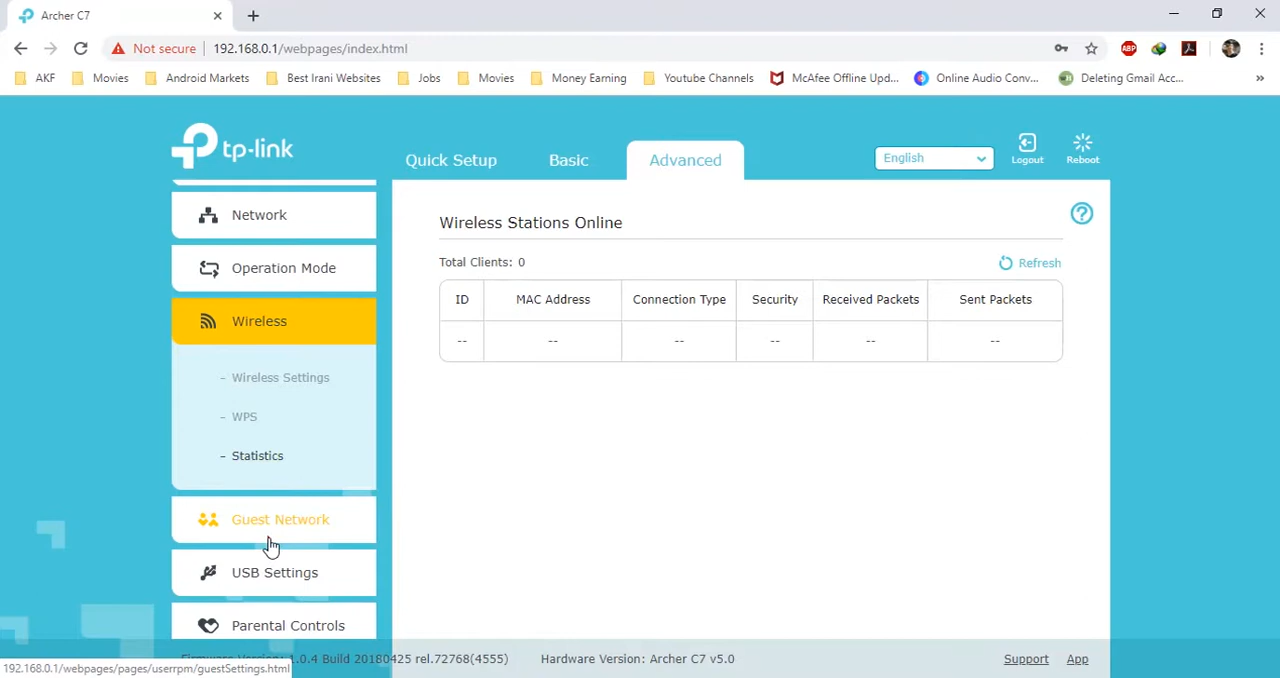 Archer C7
Not secure 192.168.0.1/webpages/index.html
ABP
AKF Movies Android Markets Best Irani Websites Jobs Movies Money Earning Youtube Channels McAfee Offline Upd... Online Audio Conv... Deleting Gmail Acc... »
tp-link
Quick Setup Basic Advanced English Logout Reboot
Network
Operation Mode
Wireless
- Wireless Settings
- WPS
- Statistics
Guest Network
USB Settings
Parental Controls
Wireless Stations Online
?
Total Clients: 0 Refresh
ID MAC Address Connection Type Security Received Packets Sent Packets
-- -- -- -- -- --
1.0.4 Build 20180425 rel.72768(4555) Hardware Version: Archer C7 v5.0 Support App
192.168.0.1/webpages/pages/userrpm/guestSettings.html